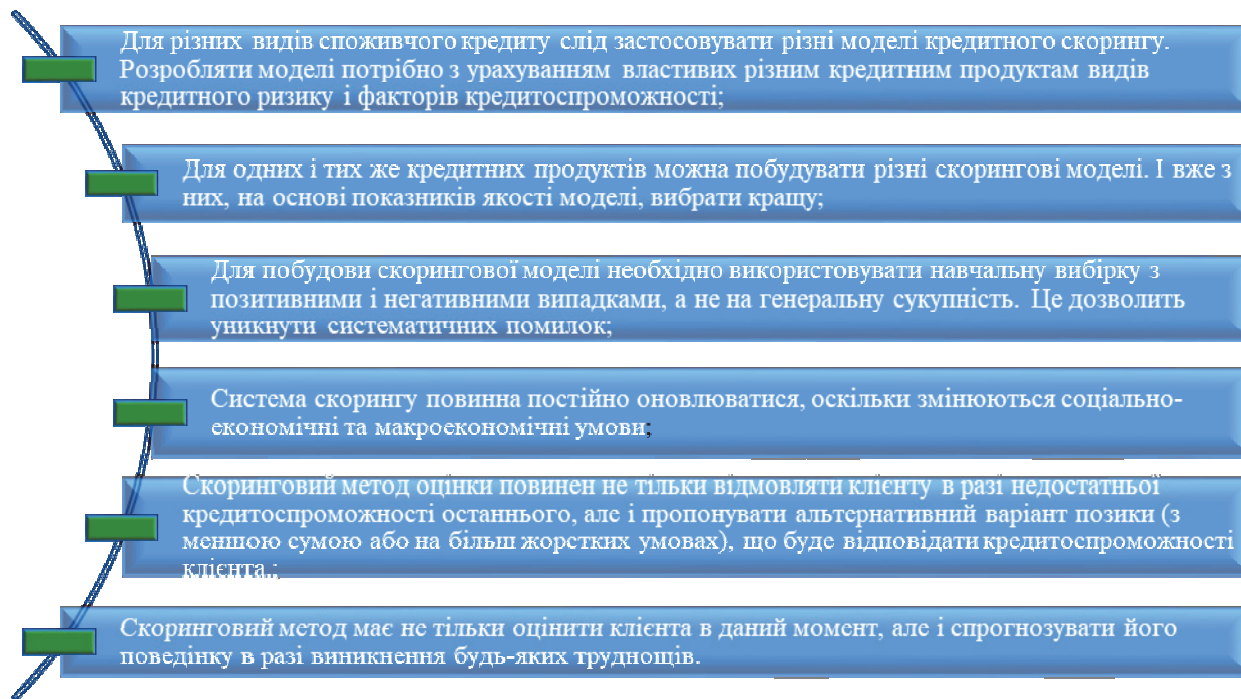 Для різних видів споживчого кредиту слід застосовувати різні моделі кредитного скорингу.
Розробляти моделі потрібно з урахуванням властивих різним кредитним продуктам видів
кредитного ризику і факторів кредитоспроможності;
Для одних і тих же кредитних продуктів можна побудувати різні скорингові моделі. І вже з
них, на основі показників якості моделі, вибрати кращу;
Для побудови скорингової моделі необхідно використовувати навчальну вибірку з
позитивними і негативними випадками, а не на генеральну сукупність. Це дозволить
уникнути систематичних помилок;
Система скорингу повинна постійно оновлюватися, оскільки змінюються соціально-
економічні та макроекономічні умови;
Скоринговий метод оцінки повинен не тільки відмовляти клієнту в разі недостатньої
кредитоспроможності останнього, але і пропонувати альтернативний варіант позики (з
меншою сумою або на більш жорстких умовах), що буде відповідати кредитоспроможності
клієнта.;
Скоринговий метод має не тільки оцінити клієнта в даний момент, але і спрогнозувати його
поведінку в разі виникнення будь-яких труднощів.